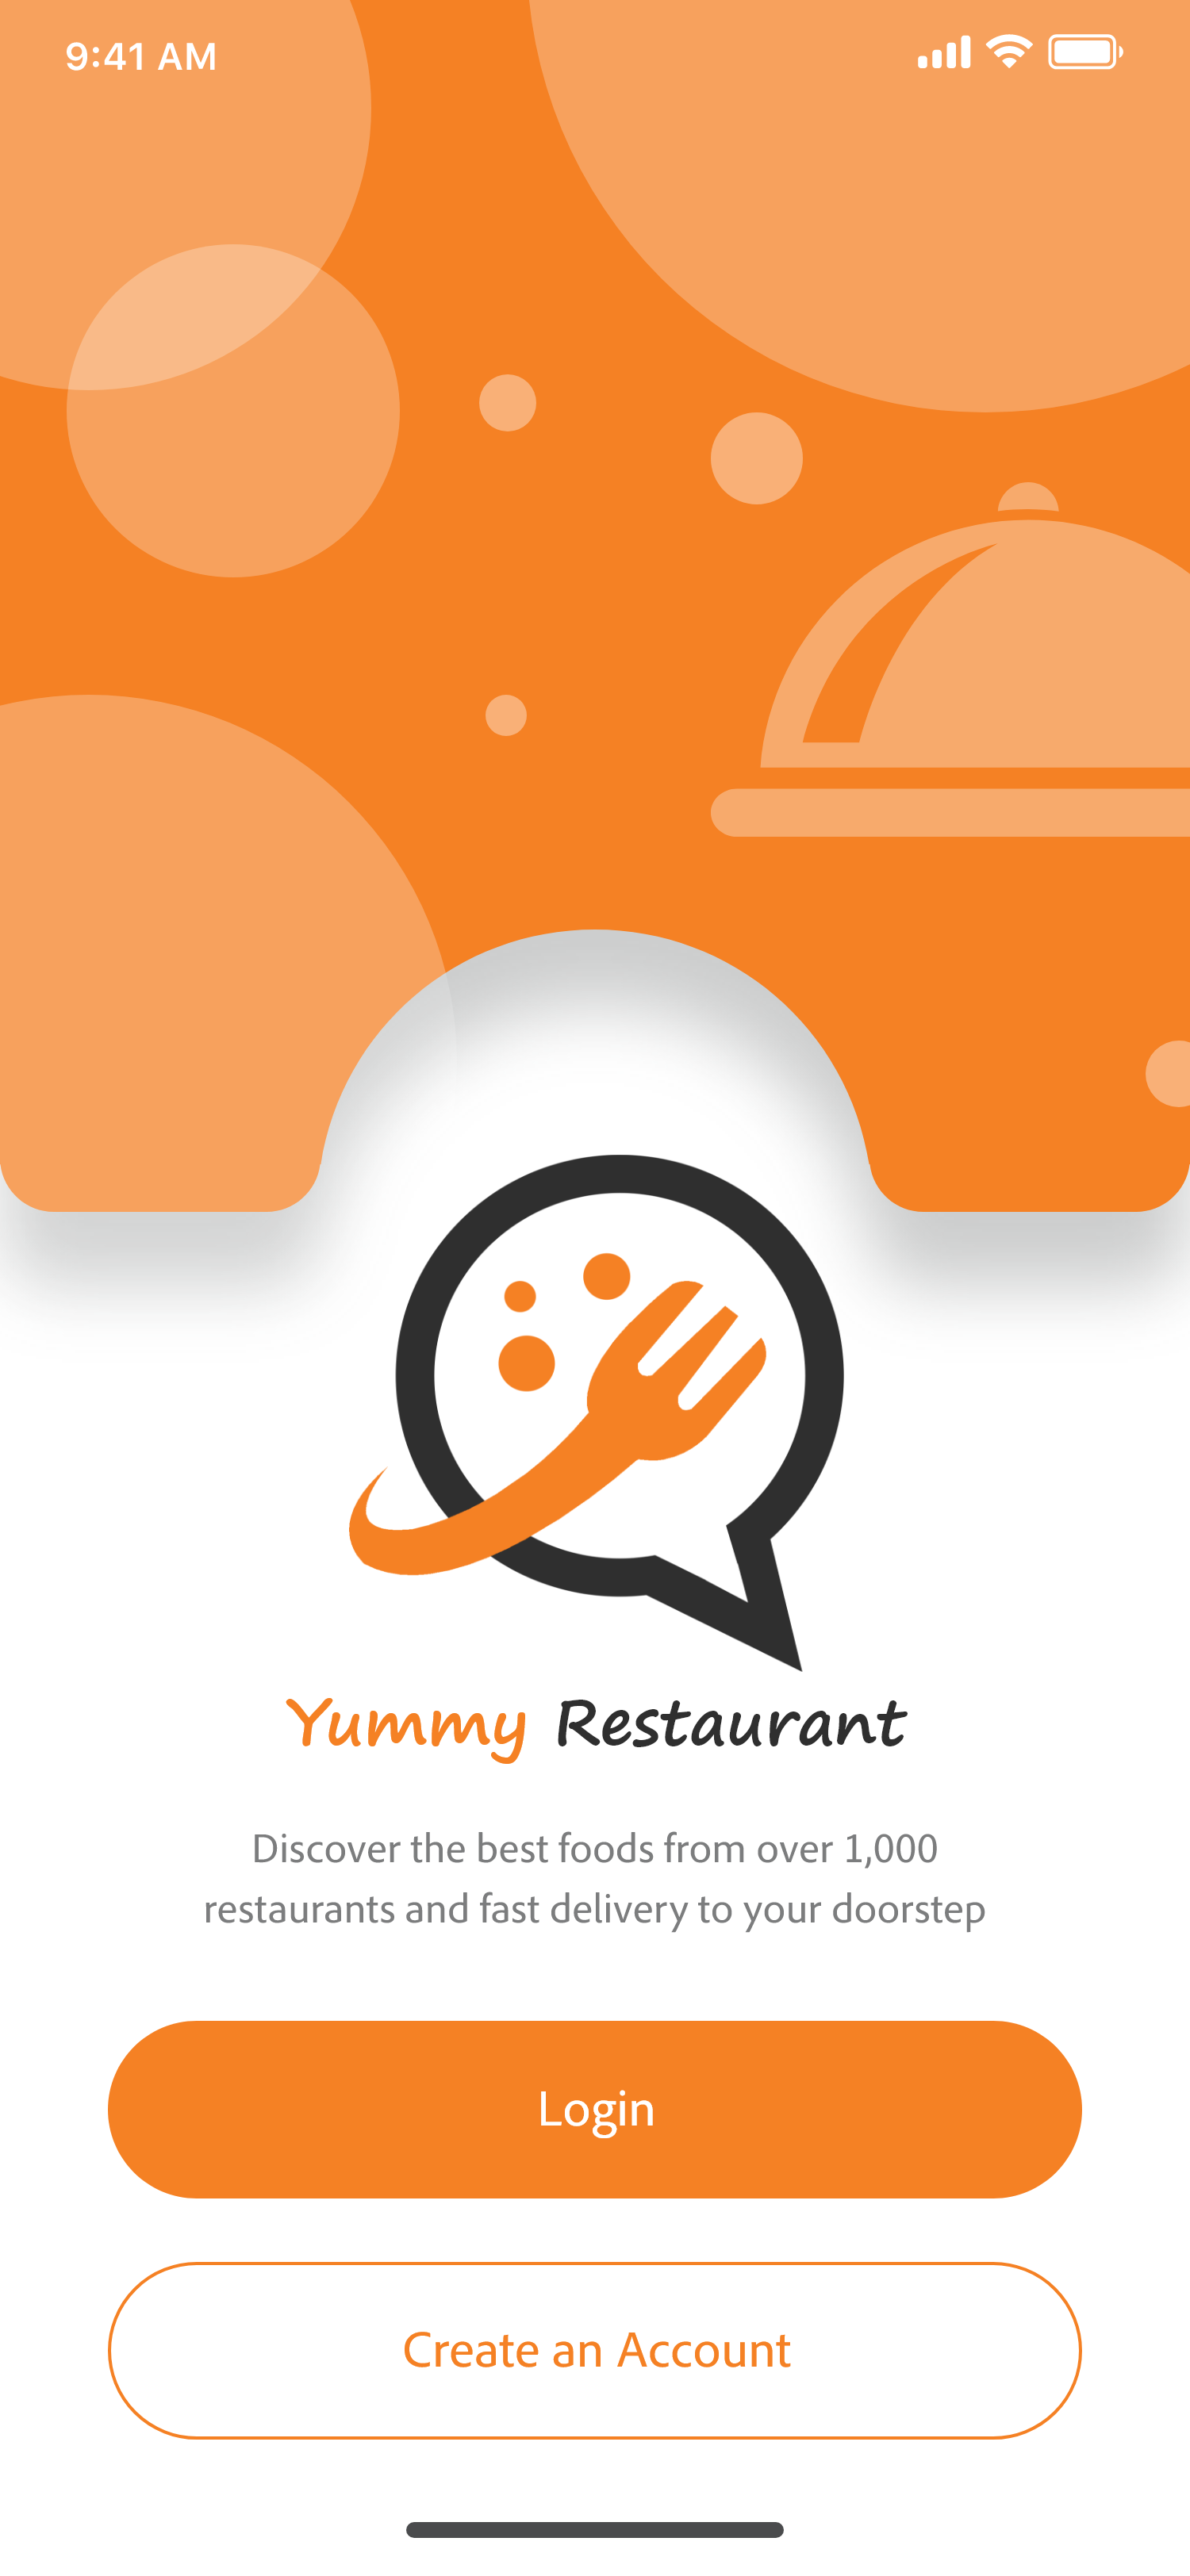 9:41 AM
Yummy Restaurant
Discover the best foods from over 1,000
restaurants and fast delivery to your doorstep
Login
Create an Account